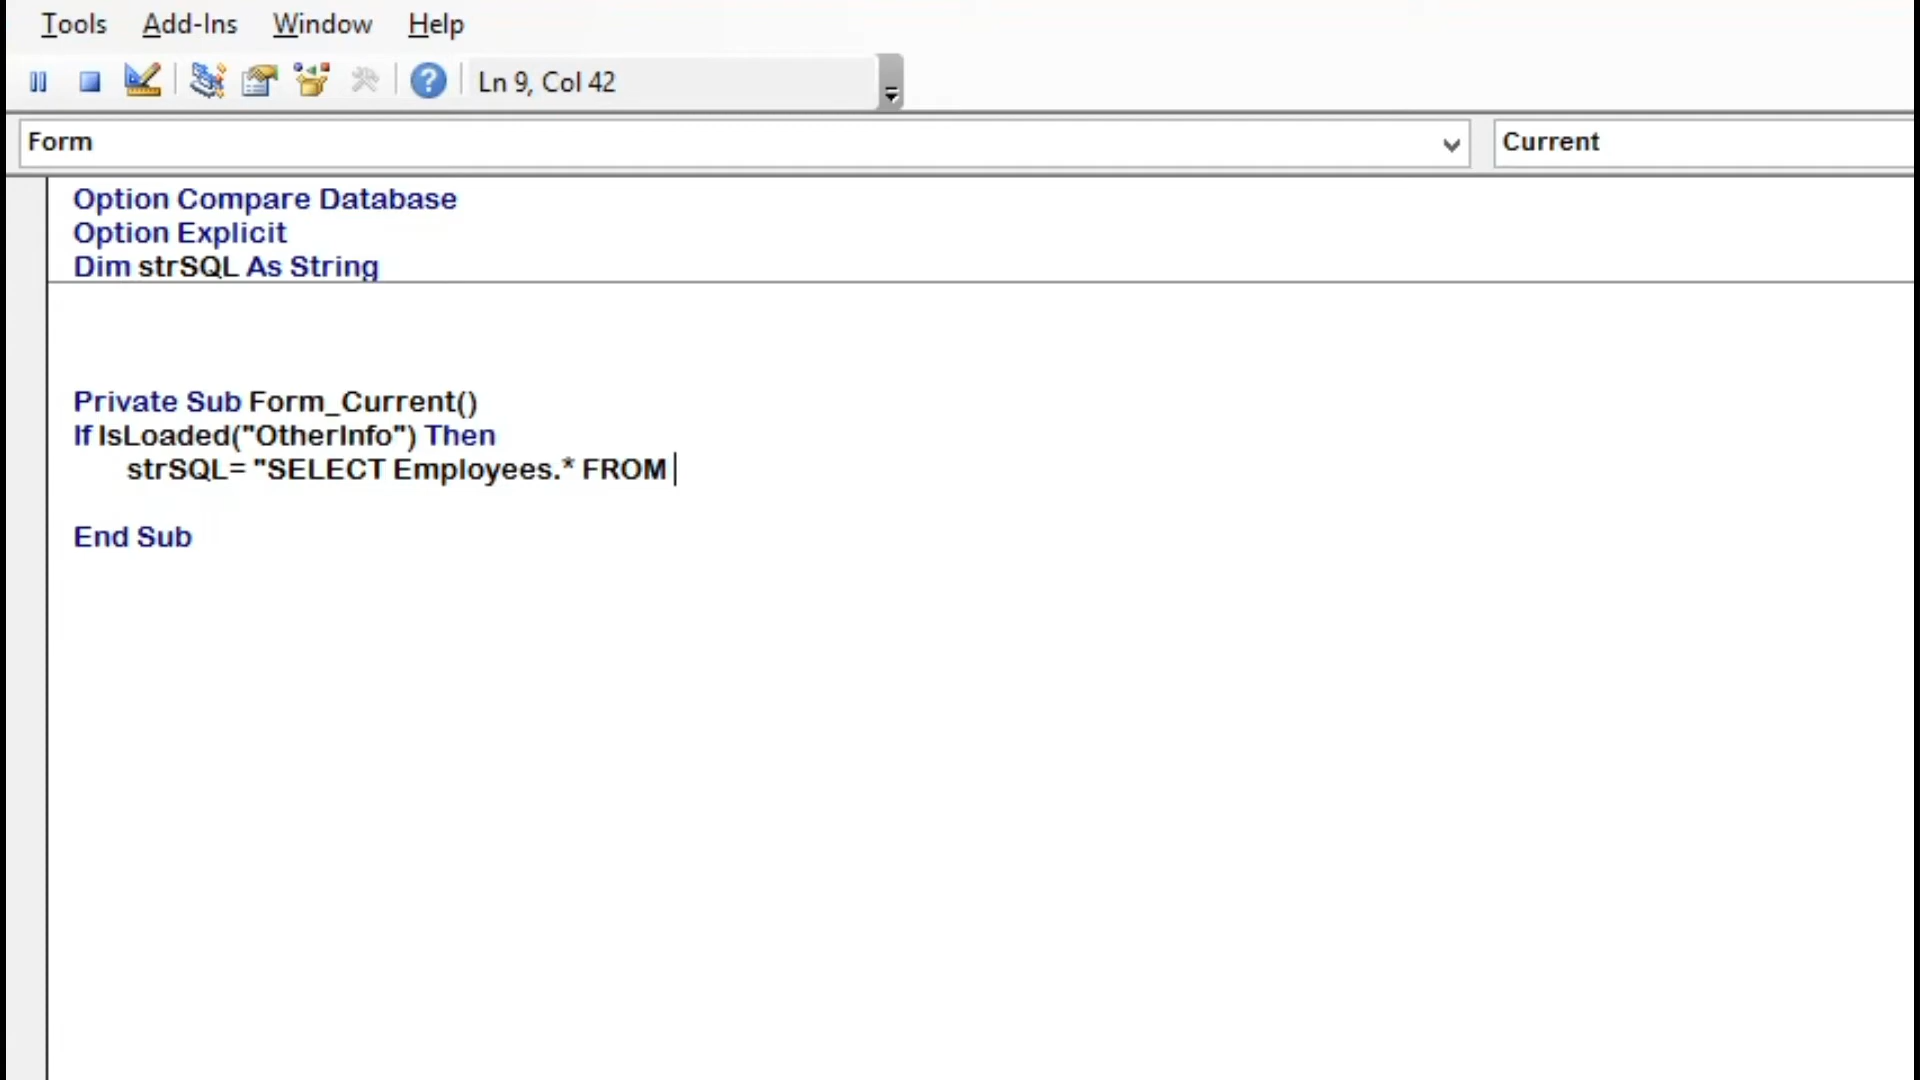 Tools Add-Ins Window Help
Ln 9, Col 42
Form Current
Option Compare Database
Option Explicit
Dim strSQL As String
Private Sub Form_Current()
If IsLoaded("OtherInfo") Then
strSQL= "SELECT Employees.* FROM
End Sub